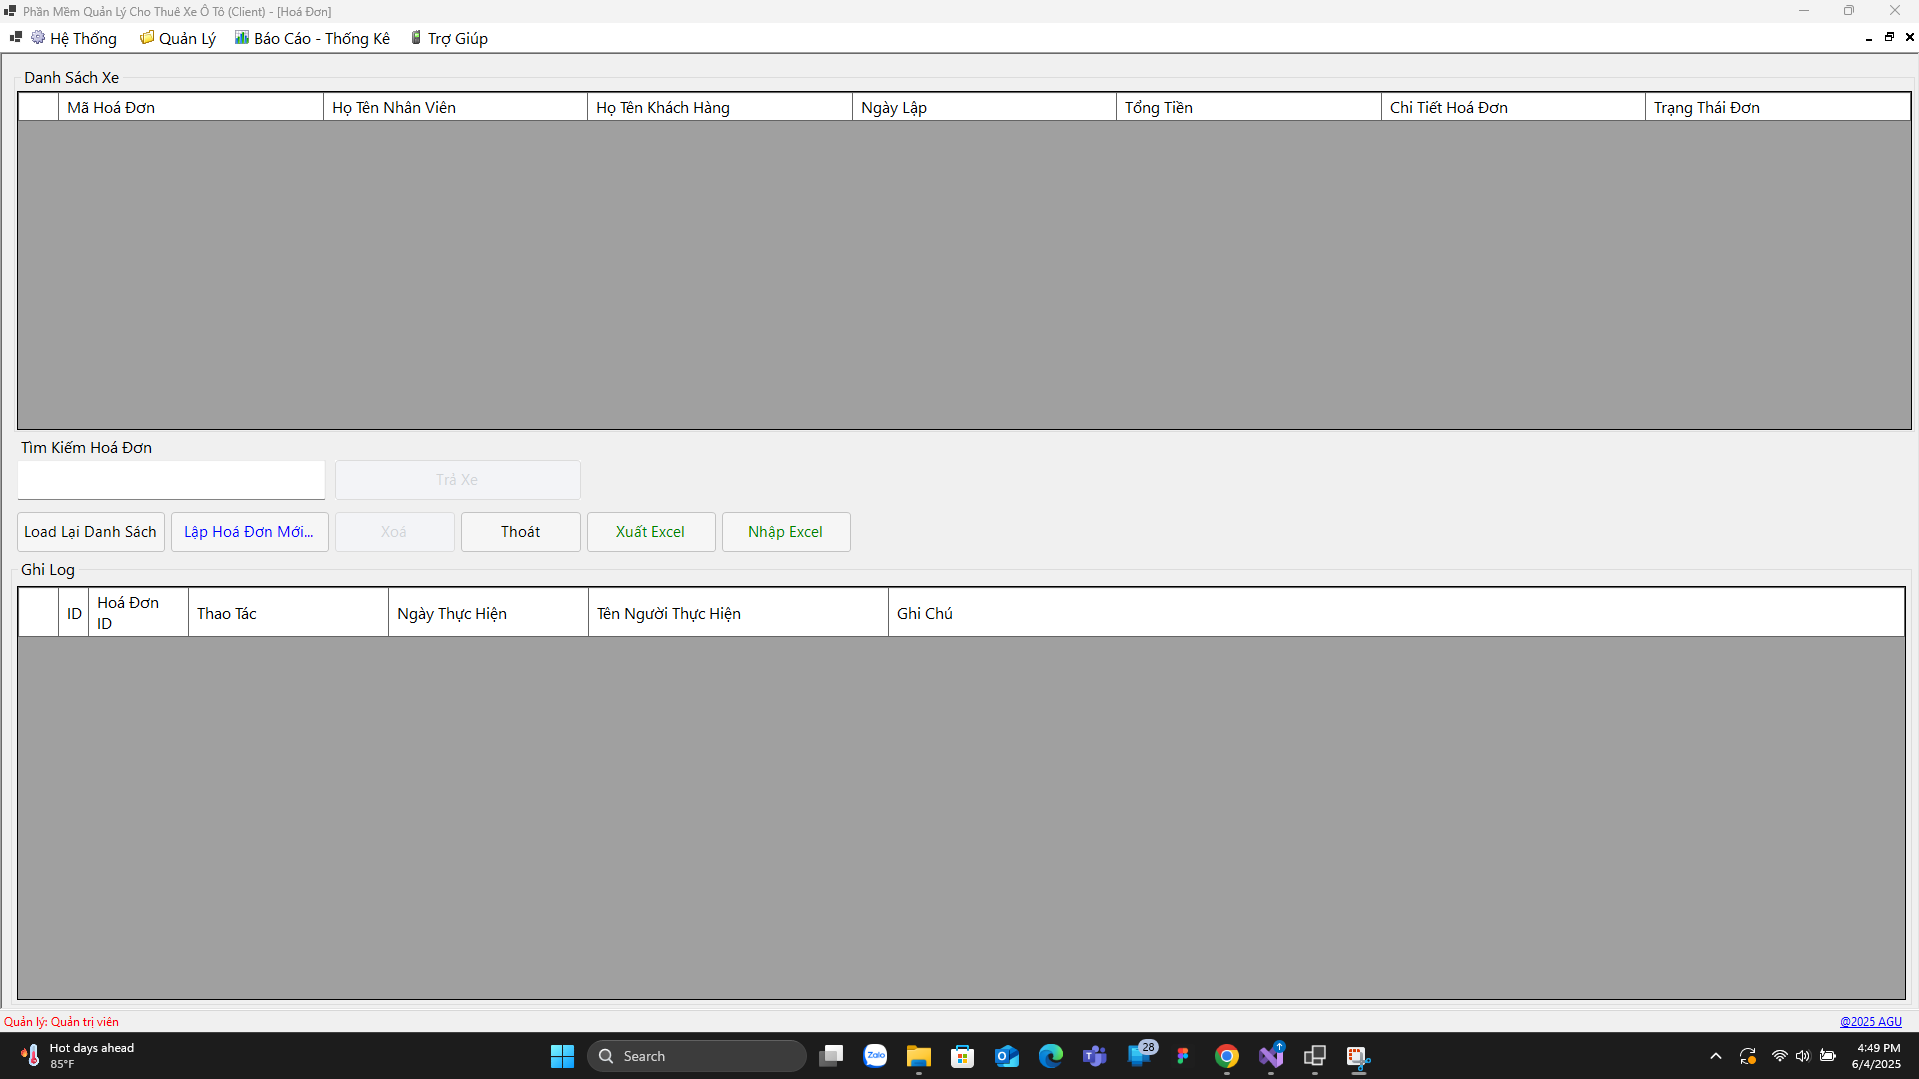 Phần Mềm Quản Lý Cho Thuê Xe Ô Tô (Client) - [Hoá Đơn]
Hệ Thống Quản Lý Báo Cáo - Thống Kê Trợ Giúp
Danh Sách Xe
Mã Hoá Đơn Họ Tên Nhân Viên Họ Tên Khách Hàng Ngày Lập Tổng Tiền Chi Tiết Hoá Đơn Trạng Thái Đơn
Tìm Kiếm Hoá Đơn
Trả Xe
Load Lại Danh Sách Lập Hoá Đơn Mới... Xoá Thoát Xuất Excel Nhập Excel
Ghi Log
ID Hoá Đơn ID Thao Tác Ngày Thực Hiện Tên Người Thực Hiện Ghi Chú
Quản lý: Quản trị viên @2025 AGU
Hot days ahead
85°F
Search
Zalo
28
4:49 PM
6/4/2025